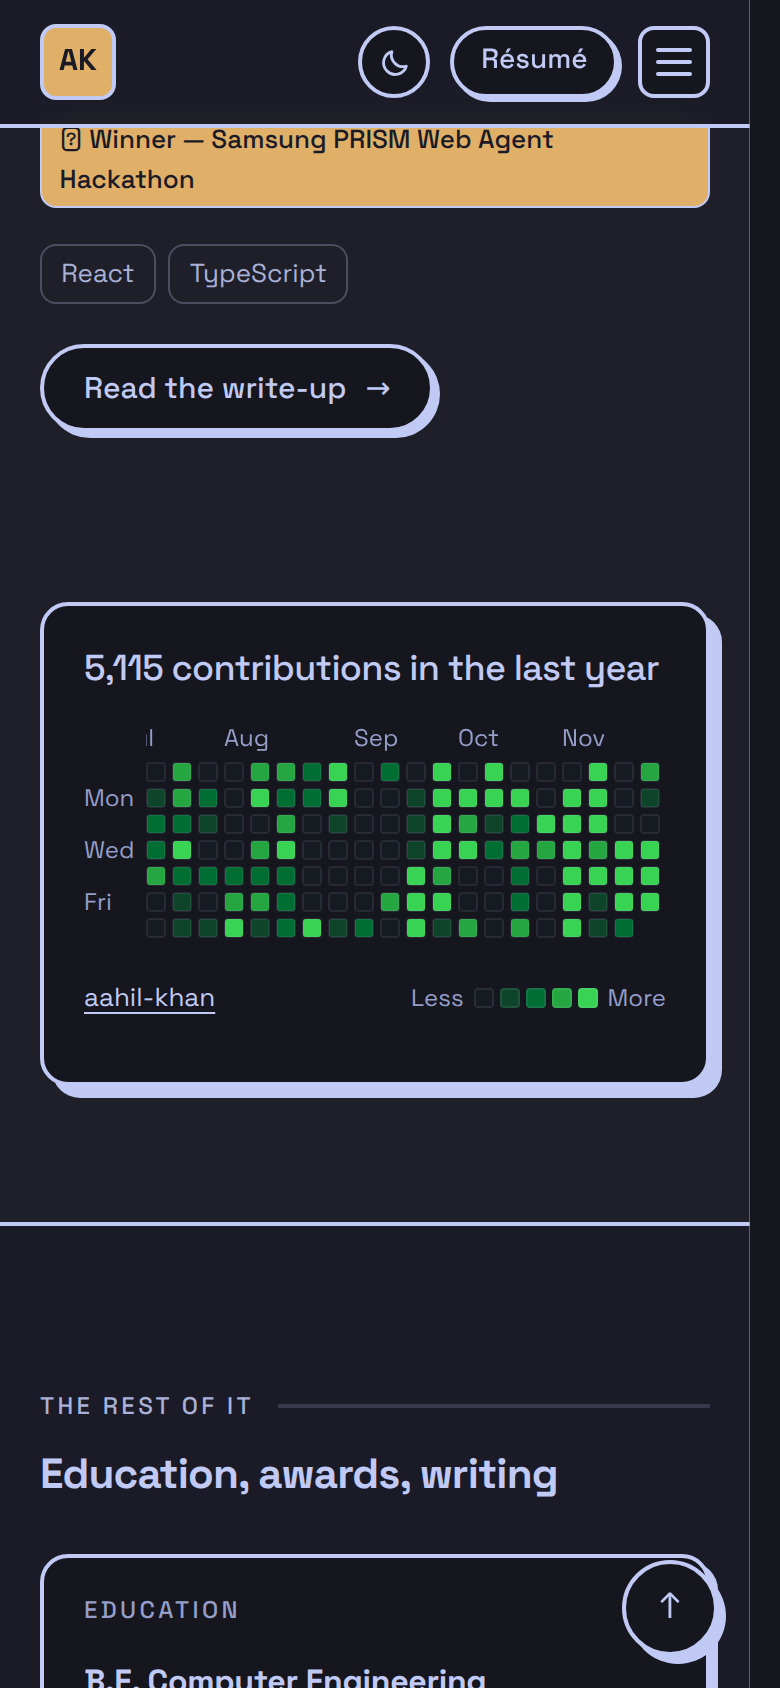 AK
Résumé
Winner — Samsung PRISM Web Agent
Hackathon
React
TypeScript
Read the write-up →
5,115 contributions in the last year
Aug Sep Oct Nov
Mon
Wed
Fri
aahil-khan
Less More
THE REST OF IT
Education, awards, writing
EDUCATION
B.E. Computer Engineering